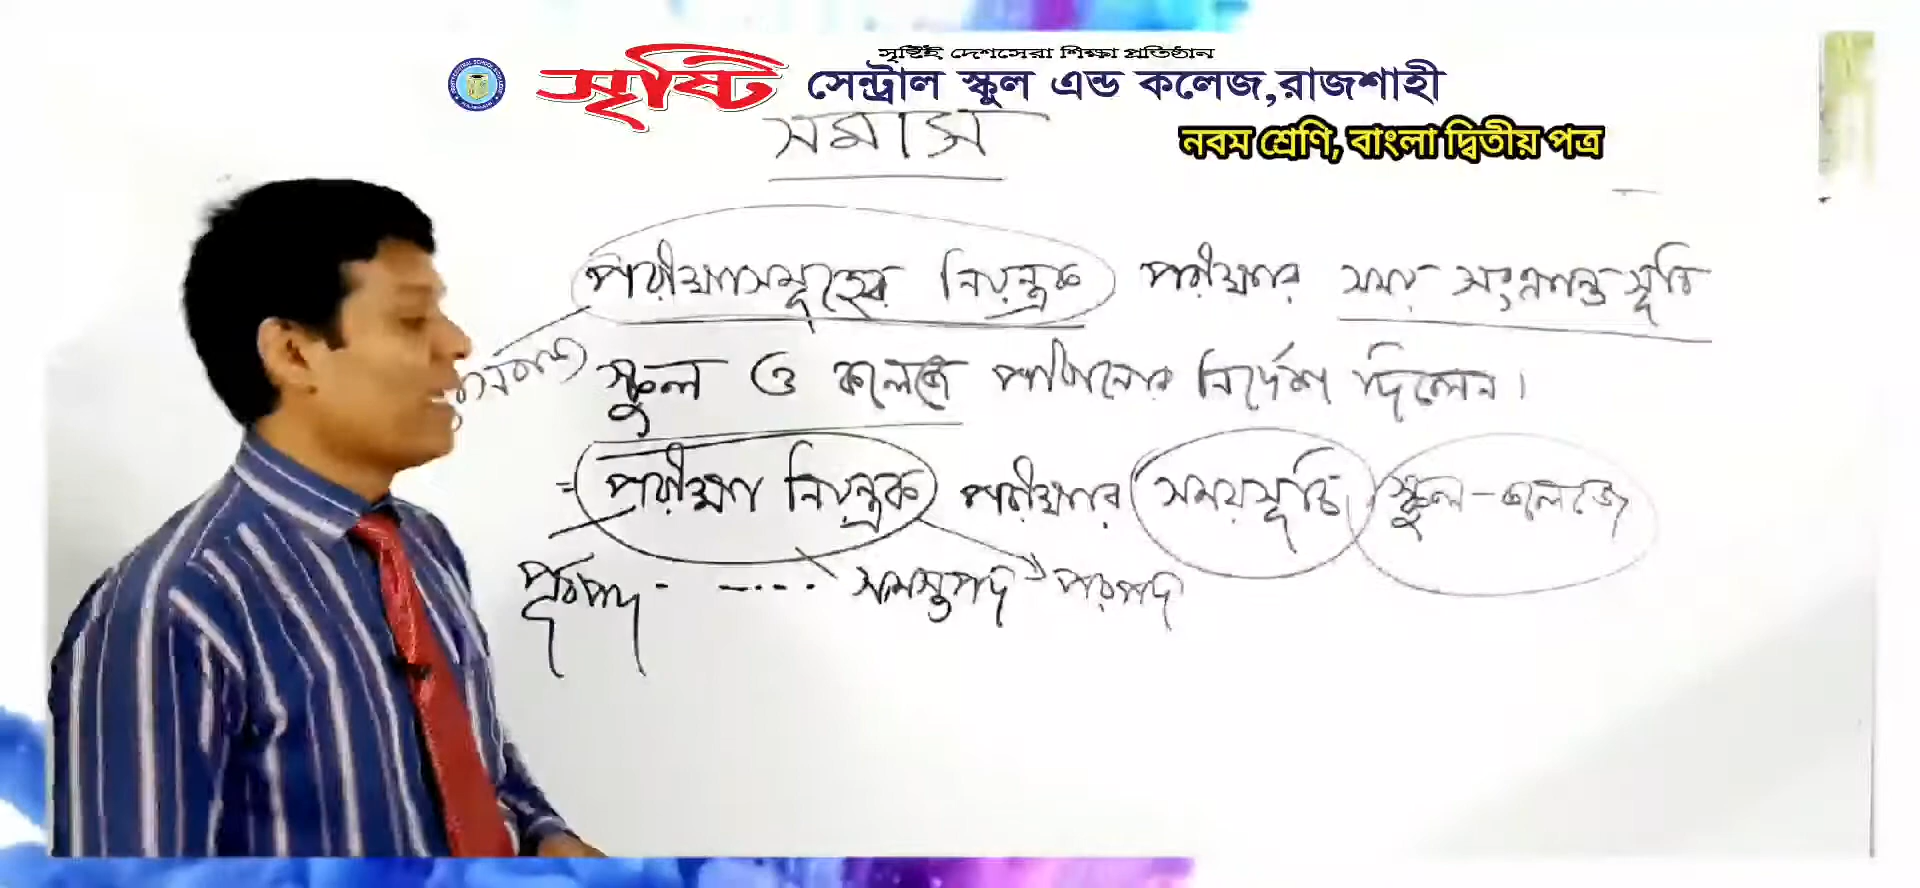 সৃষ্টিই দেশসেরা শিক্ষা প্রতিষ্ঠান
সৃষ্টি সেন্ট্রাল স্কুল এন্ড কলেজ,রাজশাহী
নবম শ্রেণি, বাংলা দ্বিতীয় পত্র
সমাস
পরীক্ষাসমূহের নিয়ন্ত্রক পরীক্ষার সময় সংক্রান্ত সূচি
স্কুল ও কলেজে পাঠানোর নির্দেশ দিলেন।
= পরীক্ষা নিয়ন্ত্রক পরীক্ষার সময়সূচি স্কুল-কলেজে
পূর্বপদ - -... সমস্তপদ পরপদ